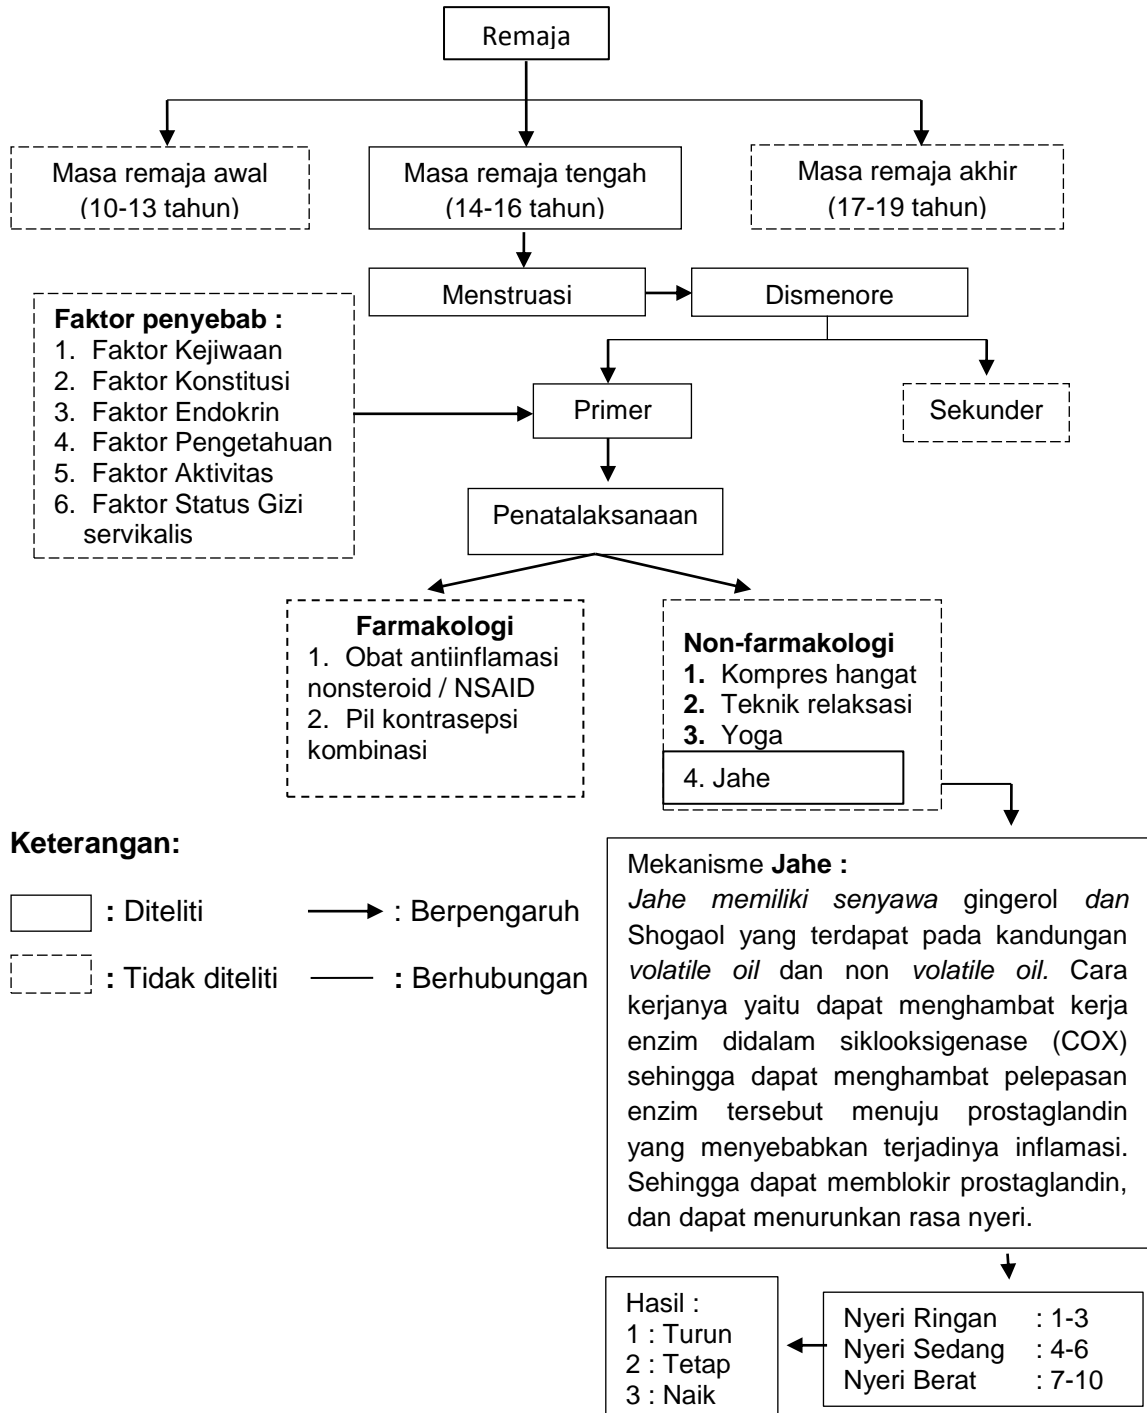 Remaja
Masa remaja awal
(10-13 tahun)
Masa remaja tengah
(14-16 tahun)
Masa remaja akhir
(17-19 tahun)
Menstruasi
Dismenore
Faktor penyebab :
1. Faktor Kejiwaan
2. Faktor Konstitusi
3. Faktor Endokrin
4. Faktor Pengetahuan
5. Faktor Aktivitas
6. Faktor Status Gizi
servikalis
Primer
Sekunder
Penatalaksanaan
Farmakologi
1. Obat antiinflamasi
nonsteroid / NSAID
2. Pil kontrasepsi
kombinasi
Non-farmakologi
1. Kompres hangat
2. Teknik relaksasi
3. Yoga
4. Jahe
Keterangan:
: Diteliti
: Berpengaruh
: Tidak diteliti
: Berhubungan
Mekanisme Jahe :
Jahe memiliki senyawa gingerol dan
Shogaol yang terdapat pada kandungan
volatile oil dan non volatile oil. Cara
kerjanya yaitu dapat menghambat kerja
enzim didalam siklooksigenase (COX)
sehingga dapat menghambat pelepasan
enzim tersebut menuju prostaglandin
yang menyebabkan terjadinya inflamasi.
Sehingga dapat memblokir prostaglandin,
dan dapat menurunkan rasa nyeri.
Hasil :
1 : Turun
2 : Tetap
3 : Naik
Nyeri Ringan : 1-3
Nyeri Sedang : 4-6
Nyeri Berat : 7-10